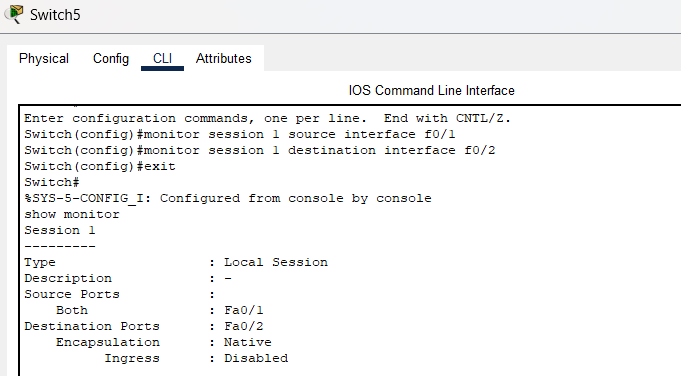 Switch5
Physical Config CLI Attributes
IOS Command Line Interface
Enter configuration commands, one per line. End with CNTL/Z.
Switch(config)#monitor session 1 source interface f0/1
Switch(config)#monitor session 1 destination interface f0/2
Switch(config)#exit
Switch#
%SYS-5-CONFIG_I: Configured from console by console
show monitor
Session 1
---------
Type : Local Session
Description : -
Source Ports :
Both : Fa0/1
Destination Ports : Fa0/2
Encapsulation : Native
Ingress : Disabled